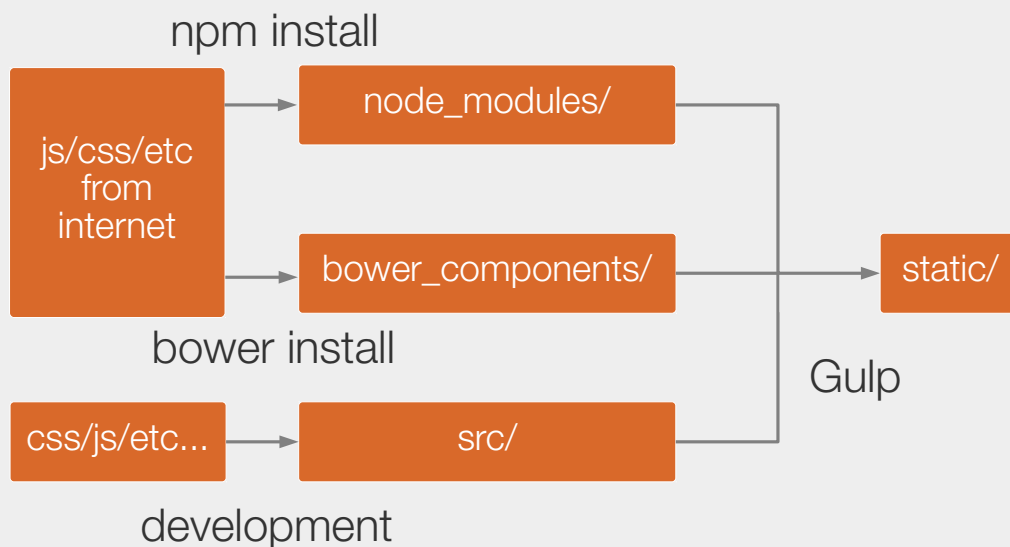 npm install
js/css/etc
from
internet
node_modules/
bower_components/
static/
bower install
Gulp
css/js/etc...
src/
development